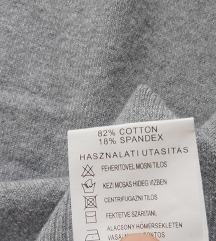 82% COTTON
18% SPANDEX
HASZNALATI UTASITAS
FEHERITOVEL MOSNI TILOS
KEZI MOSAS HIDEG VIZBEN
CENTRIFUGAZNI TILOS
FEKTETVE SZARITANI,
ALACSONY HOMERSEKLETEN